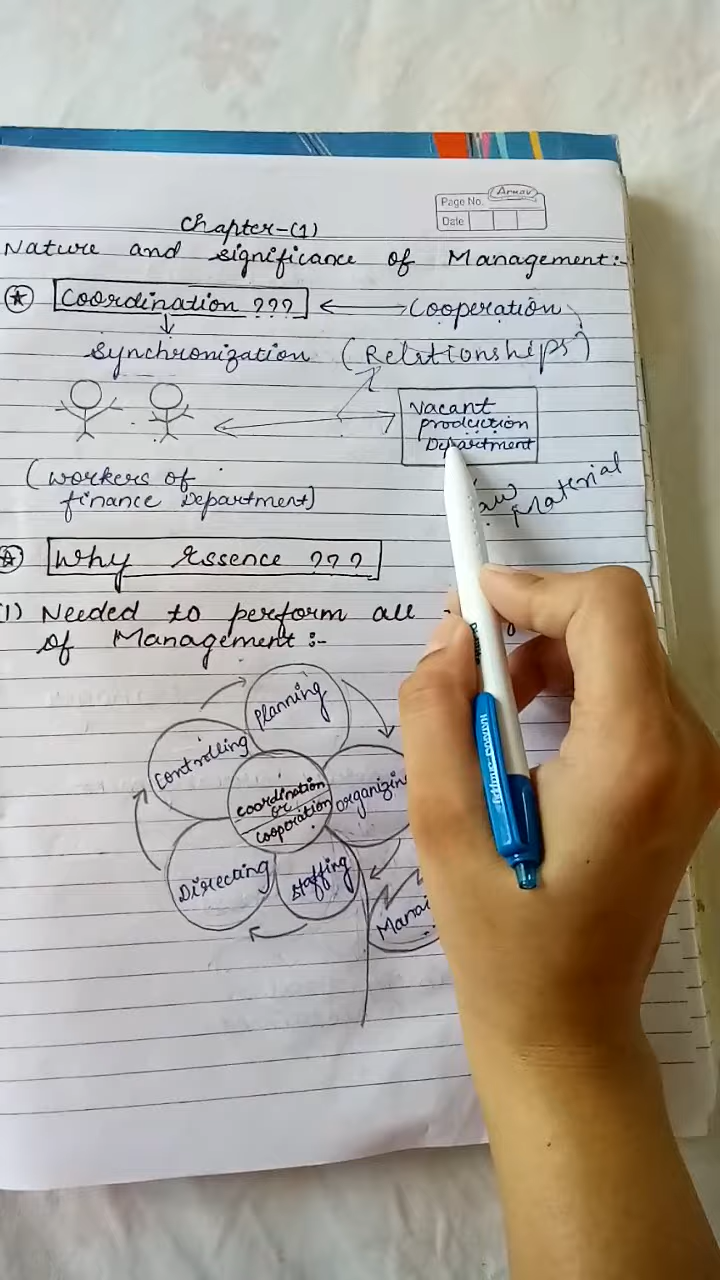 Page No.
Arnav
Date
Chapter-(1)
Nature and significance of Management:-
Coordination ??? Cooperation
Synchronization (Relationships)
Vacant
production
Department
(workers of
finance Department)
Material
Why Essence ???
(1) Needed to perform all
of Management :-
Planning
Controlling
coordination
or
cooperation
Directing
Staffing